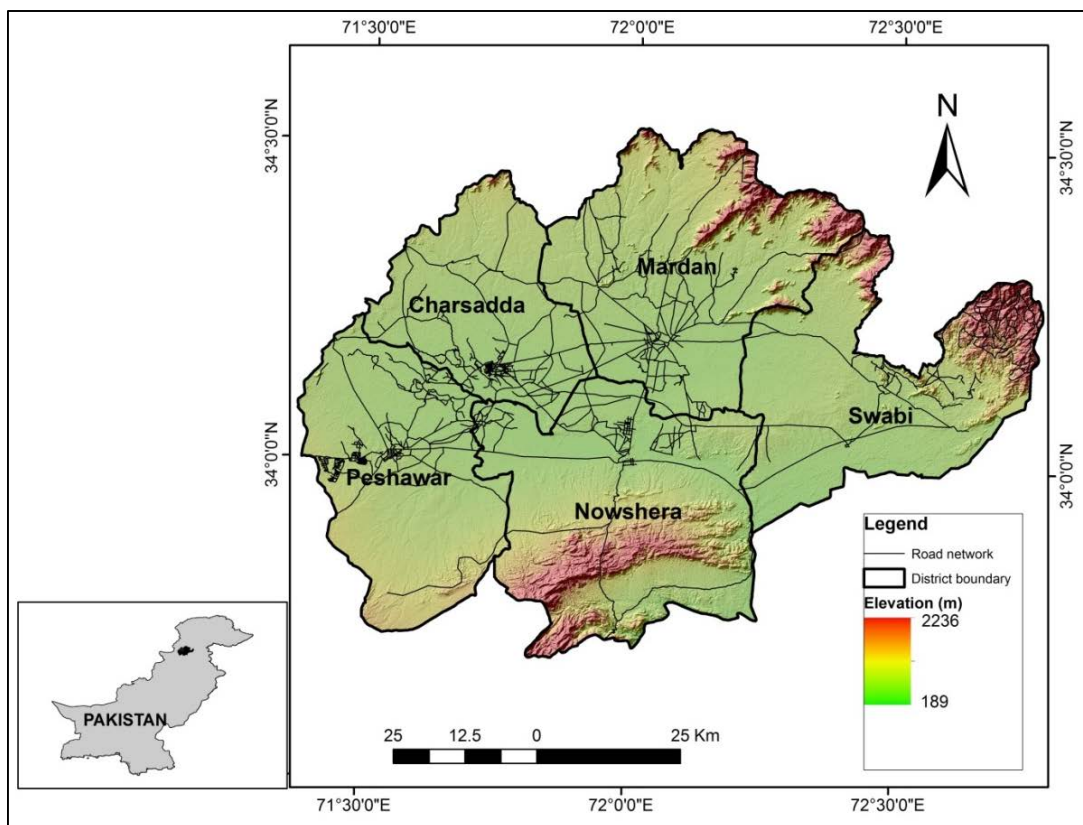 71°30'0"E 72°0'0"E 72°30'0"E
34°30'0"N
34°30'0"N
N
Mardan
Charsadda
Swabi
34°0'0"N
34°0'0"N
Peshawar
Nowshera
Legend
Road network
District boundary
Elevation (m)
2236
189
PAKISTAN
25 12.5 0 25 Km
71°30'0"E 72°0'0"E 72°30'0"E